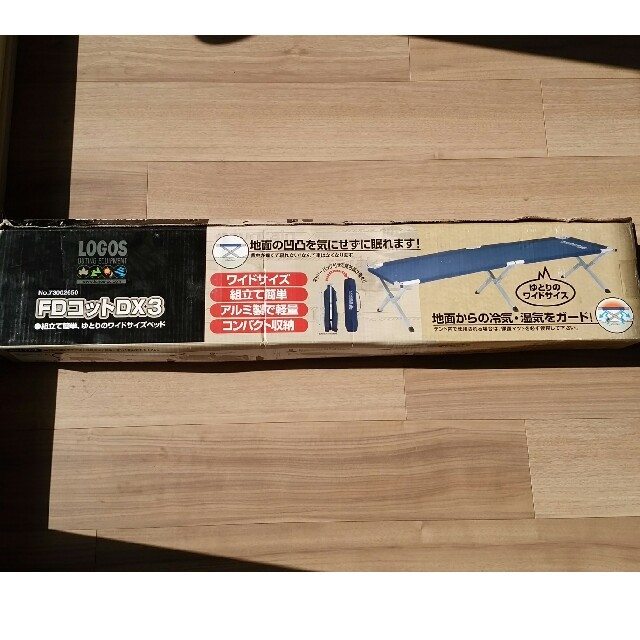 LOGOS
OUTING EQUIPMENT
No.73002650
FDコットDX3
●組立て簡単、ゆとりのワイドサイズベッド
地面の凹凸を気にせずに眠れます!
ワイドサイズ
組立て簡単
アルミ製で軽量
コンパクト収納
ゆとりの
ワイドサイズ
地面からの冷気・湿気をガード!